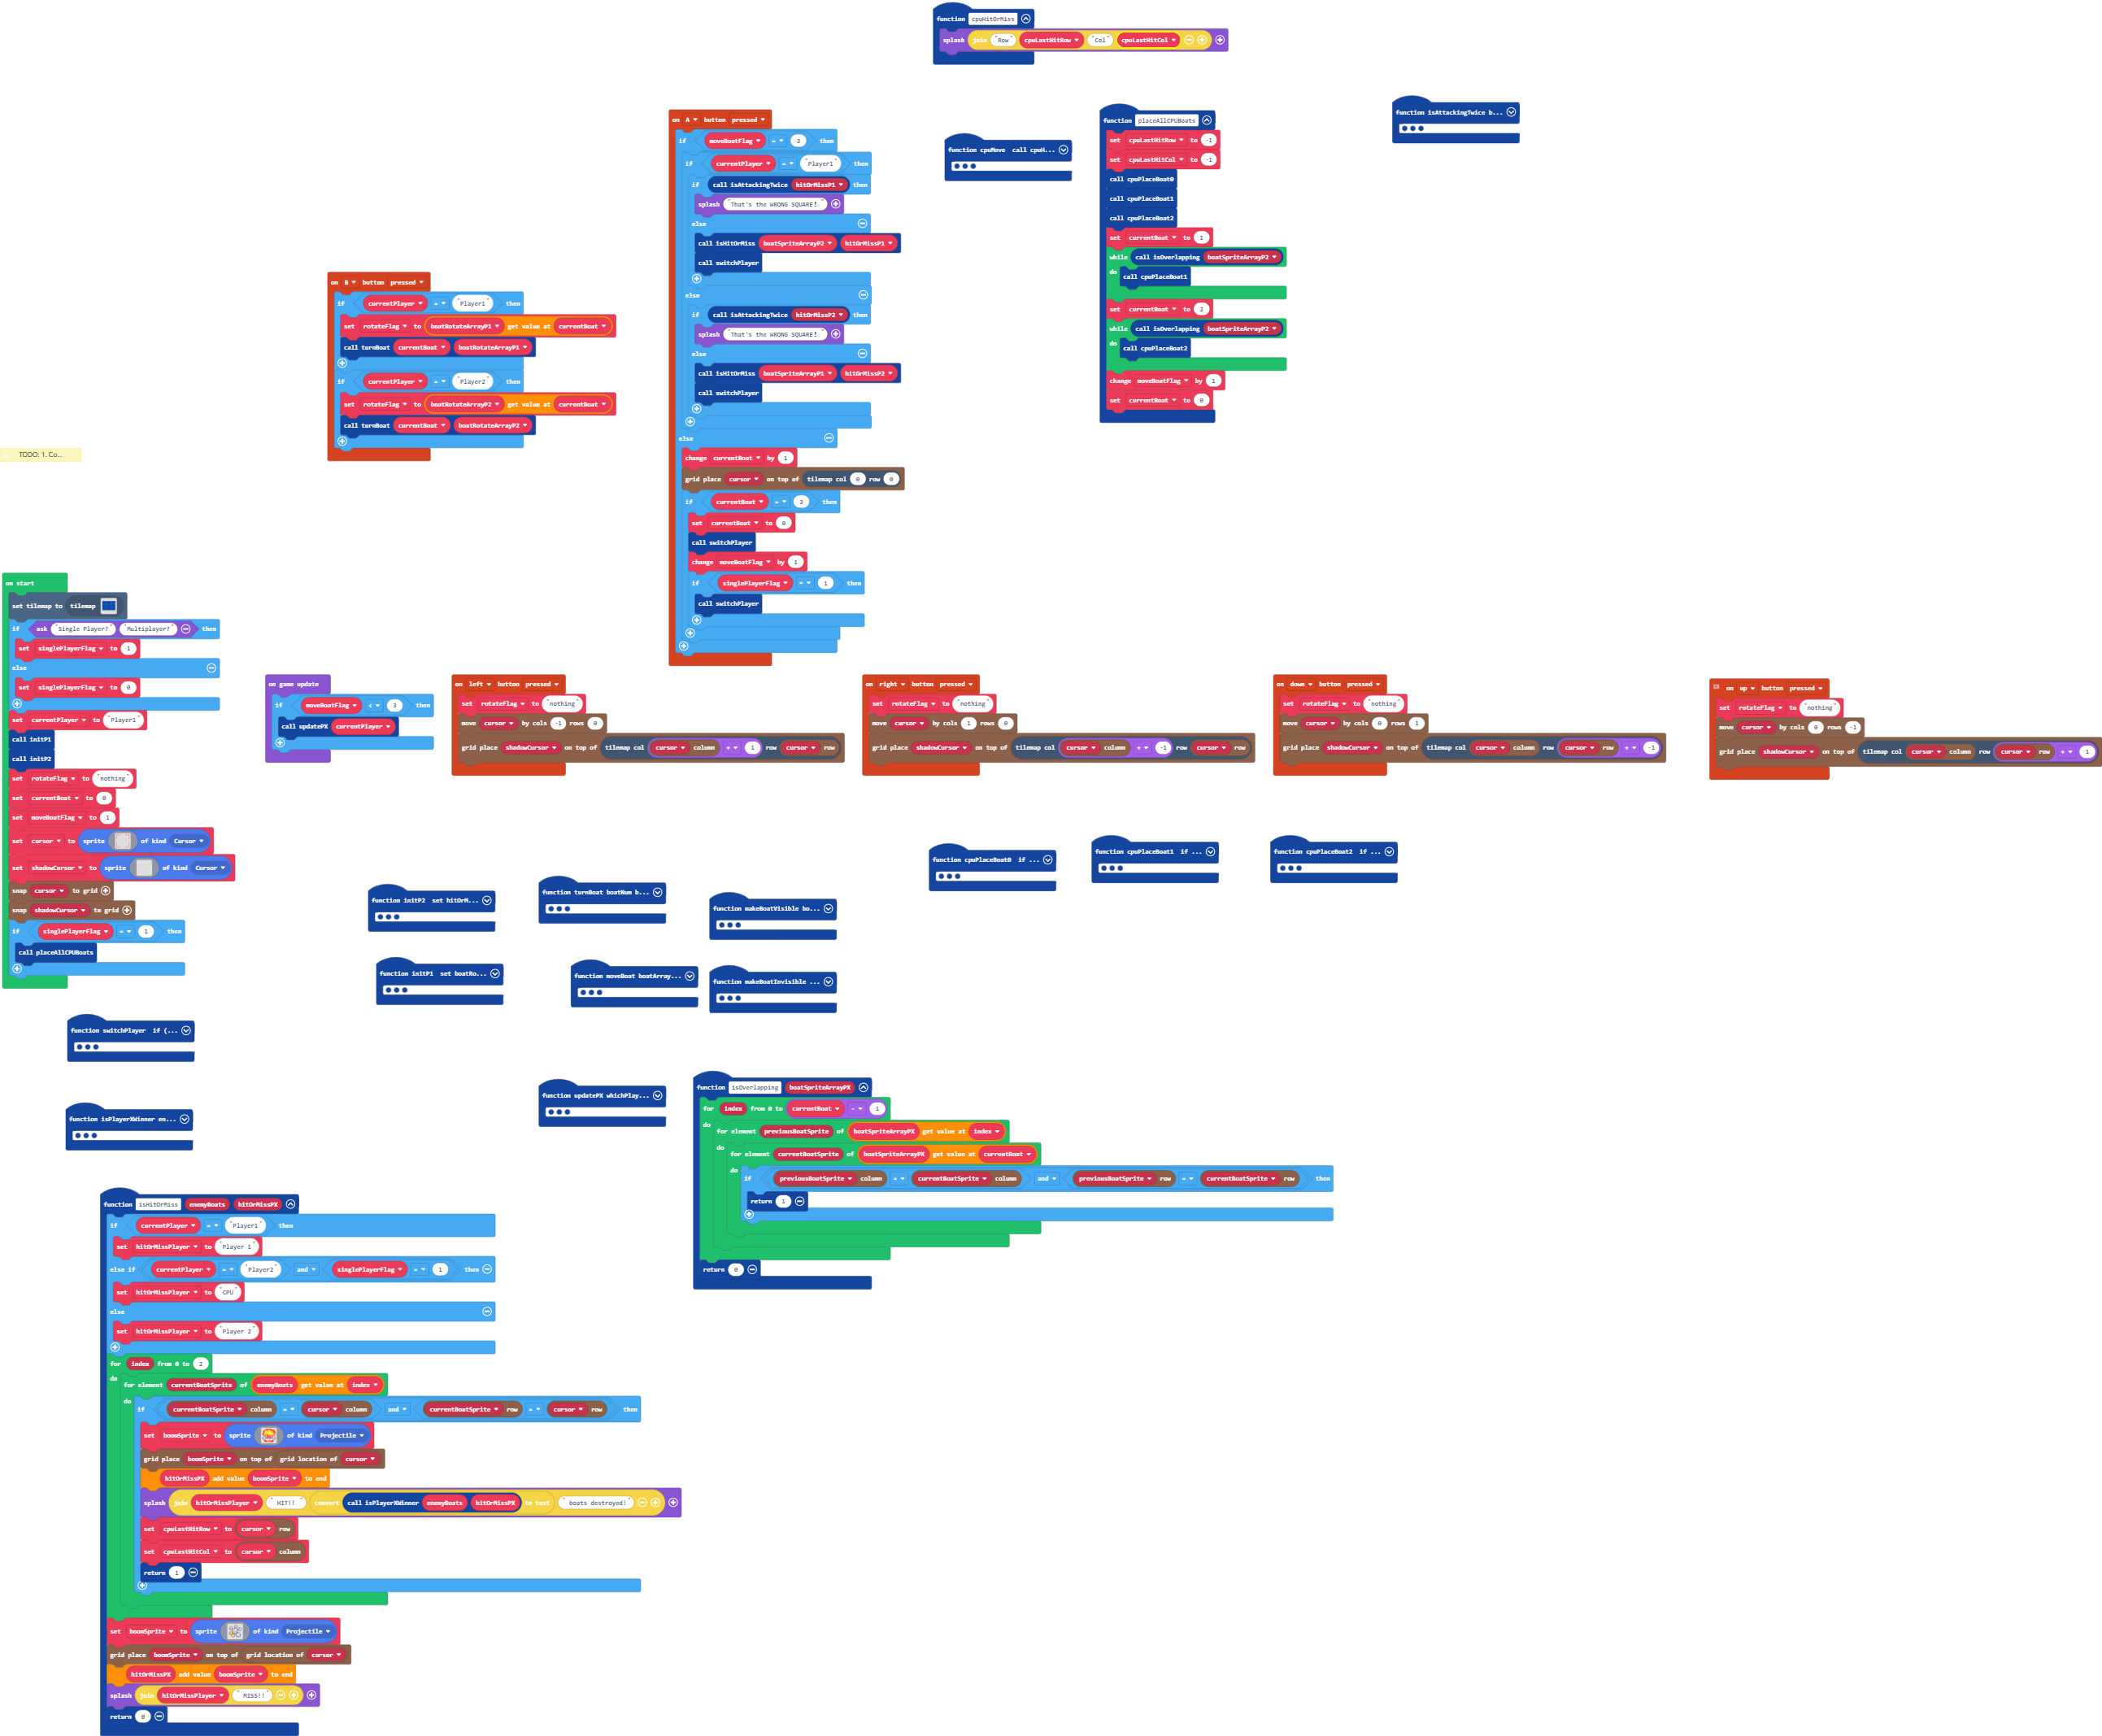 function cpuHitOrMiss
splash join "Row" cpuLastHitRow "Col" cpuLastHitCol
on A button pressed
if moveBoatFlag = 3 then
if currentPlayer = "Player1" then
if call isAttackingTwice hitOrMissP1 then
splash "That's the WRONG SQUARE!"
else
call isHitOrMiss boatSpriteArrayP2 hitOrMissP1
call switchPlayer
else
if call isAttackingTwice hitOrMissP2 then
splash "That's the WRONG SQUARE!"
else
call isHitOrMiss boatSpriteArrayP1 hitOrMissP2
call switchPlayer
else
change currentBoat by 1
grid place cursor on top of tilemap col 0 row 0
if currentBoat = 3 then
set currentBoat to 0
call switchPlayer
change moveBoatFlag by 1
if singlePlayerFlag = 1 then
call switchPlayer
function cpuMove call cpuH...
function placeAllCPUBoats
set cpuLastHitRow to -1
set cpuLastHitCol to -1
call cpuPlaceBoat0
call cpuPlaceBoat1
call cpuPlaceBoat2
set currentBoat to 1
while call isOverlapping boatSpriteArrayP2
do call cpuPlaceBoat1
set currentBoat to 2
while call isOverlapping boatSpriteArrayP2
do call cpuPlaceBoat2
change moveBoatFlag by 1
set currentBoat to 0
function isAttackingTwice b...
on B button pressed
if currentPlayer = "Player1" then
set rotateFlag to boatRotateArrayP1 get value at currentBoat
call turnBoat currentBoat boatRotateArrayP1
if currentPlayer = "Player2" then
set rotateFlag to boatRotateArrayP2 get value at currentBoat
call turnBoat currentBoat boatRotateArrayP2
TODO: 1. Co...
on start
set tilemap to tilemap
if ask "Single Player?" "Multiplayer?" then
set singlePlayerFlag to 1
else
set singlePlayerFlag to 0
set currentPlayer to "Player1"
call initP1
call initP2
set rotateFlag to "nothing"
set currentBoat to 0
set moveBoatFlag to 1
set cursor to sprite of kind Cursor
set shadowCursor to sprite of kind Cursor
snap cursor to grid
snap shadowCursor to grid
if singlePlayerFlag = 1 then
call placeAllCPUBoats
on game update
if moveBoatFlag < 3 then
call updatePX currentPlayer
on left button pressed
set rotateFlag to "nothing"
move cursor by cols -1 rows 0
grid place shadowCursor on top of tilemap col cursor column + 1 row cursor row
on right button pressed
set rotateFlag to "nothing"
move cursor by cols 1 rows 0
grid place shadowCursor on top of tilemap col cursor column + -1 row cursor row
on down button pressed
set rotateFlag to "nothing"
move cursor by cols 0 rows 1
grid place shadowCursor on top of tilemap col cursor column row cursor row + -1
on up button pressed
set rotateFlag to "nothing"
move cursor by cols 0 rows -1
grid place shadowCursor on top of tilemap col cursor column row cursor row + 1
function cpuPlaceBoat0 if ...
function cpuPlaceBoat1 if ...
function cpuPlaceBoat2 if ...
function initP2 set hitOrM...
function turnBoat boatNum b...
function makeBoatVisible bo...
function initP1 set boatRo...
function moveBoat boatArray...
function makeBoatInvisible ...
function switchPlayer if (...
function isPlayerXWinner en...
function updatePX whichPlay...
function isOverlapping boatSpriteArrayPX
for index from 0 to currentBoat - 1
do for element previousBoatSprite of boatSpriteArrayPX get value at index
do for element currentBoatSprite of boatSpriteArrayPX get value at currentBoat
do if previousBoatSprite column = currentBoatSprite column and previousBoatSprite row = currentBoatSprite row then
return 1
return 0
function isHitOrMiss enemyBoats hitOrMissPX
if currentPlayer = "Player1" then
set hitOrMissPlayer to "Player 1"
else if currentPlayer = "Player2" and singlePlayerFlag = 1 then
set hitOrMissPlayer to "CPU"
else
set hitOrMissPlayer to "Player 2"
for index from 0 to 2
do for element currentBoatSprite of enemyBoats get value at index
do if currentBoatSprite column = cursor column and currentBoatSprite row = cursor row then
set boomSprite to sprite of kind Projectile
grid place boomSprite on top of grid location of cursor
hitOrMissPX add value boomSprite to end
splash join hitOrMissPlayer " HIT!! " convert call isPlayerXWinner enemyBoats hitOrMissPX to text " boats destroyed!"
set cpuLastHitRow to cursor row
set cpuLastHitCol to cursor column
return 1
set boomSprite to sprite of kind Projectile
grid place boomSprite on top of grid location of cursor
hitOrMissPX add value boomSprite to end
splash join hitOrMissPlayer " MISS!!"
return 0